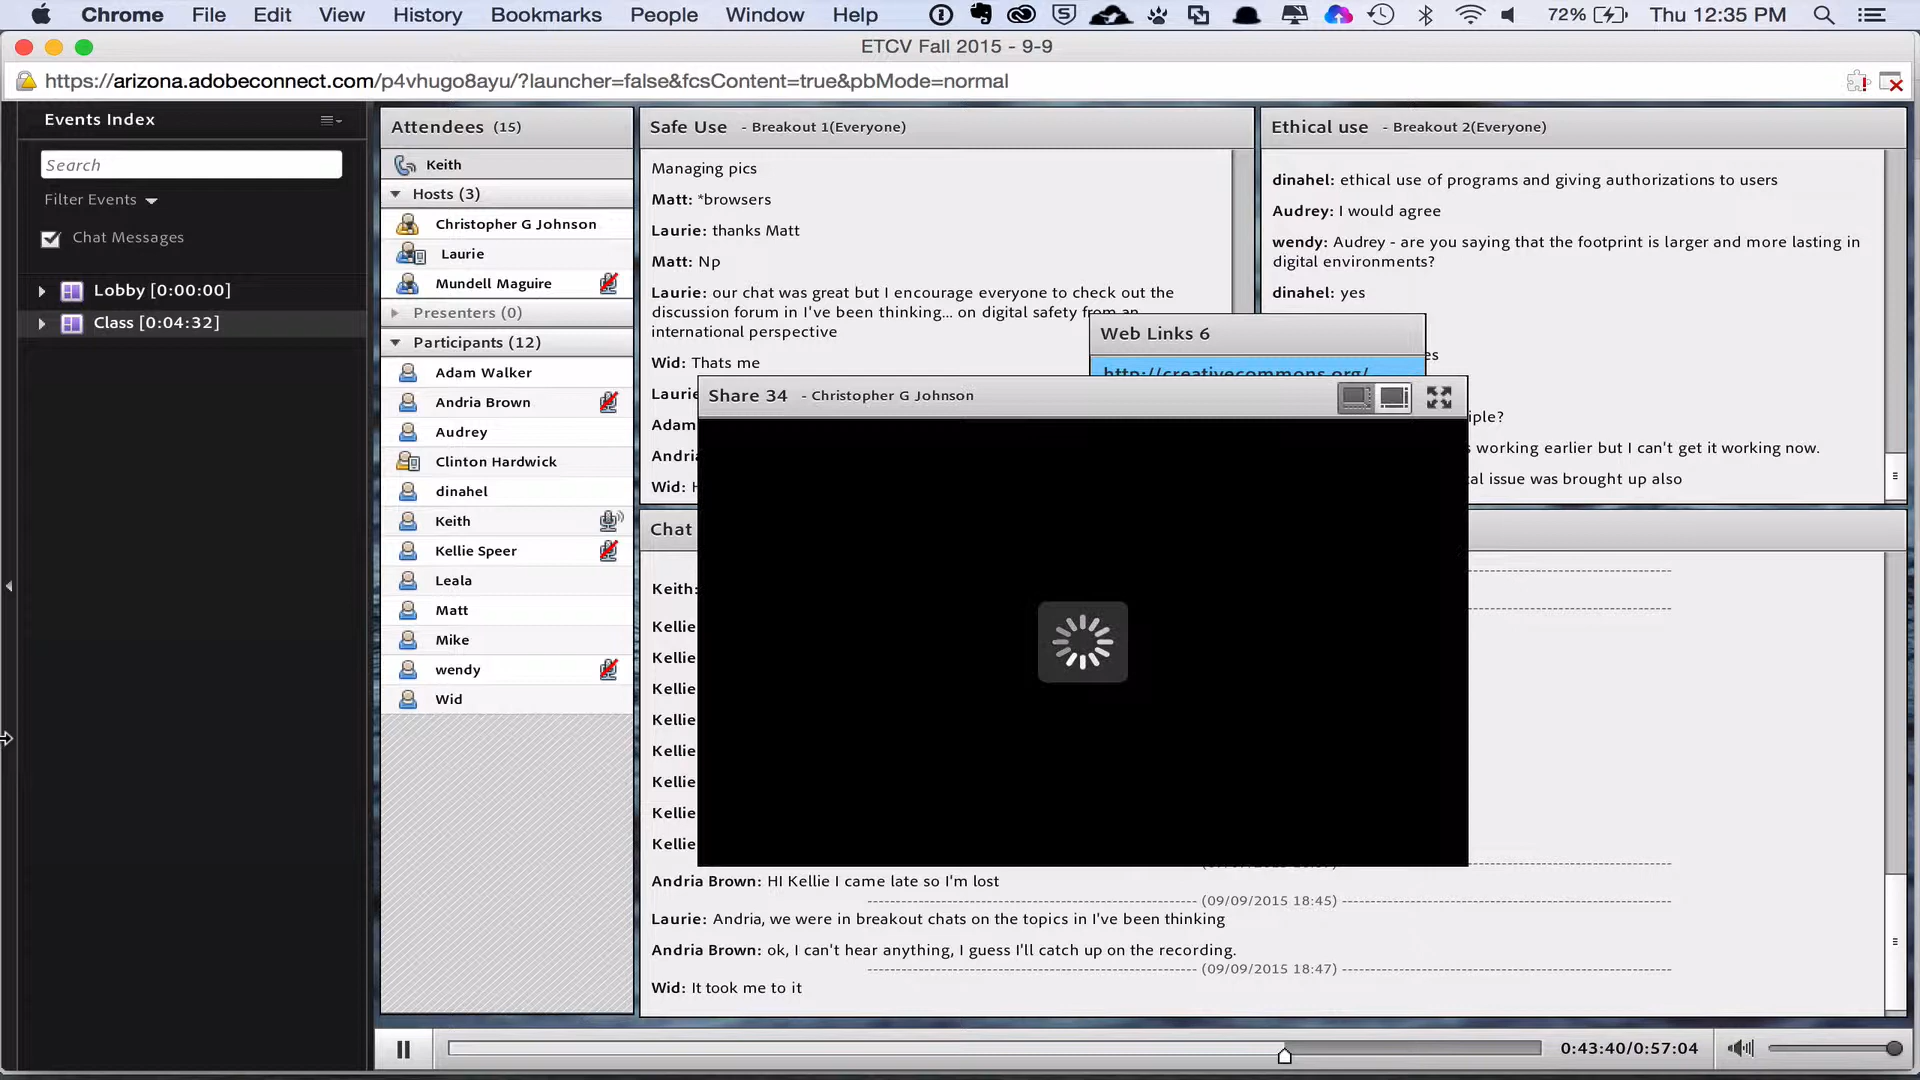 Chrome File Edit View History Bookmarks People Window Help 72% Thu 12:35 PM
ETCV Fall 2015 - 9-9
https://arizona.adobeconnect.com/p4vhugo8ayu/?launcher=false&fcsContent=true&pbMode=normal
Events Index
Search
Filter Events
Chat Messages
Lobby [0:00:00]
Class [0:04:32]
Attendees (15)
Keith
Hosts (3)
Christopher G Johnson
Laurie
Mundell Maguire
Presenters (0)
Participants (12)
Adam Walker
Andria Brown
Audrey
Clinton Hardwick
dinahel
Keith
Kellie Speer
Leala
Matt
Mike
wendy
Wid
Safe Use - Breakout 1(Everyone)
Managing pics
Matt: *browsers
Laurie: thanks Matt
Matt: Np
Laurie: our chat was great but I encourage everyone to check out the
discussion forum in I've been thinking... on digital safety from an
international perspective
Wid: Thats me
Laurie
Adam
Andria
Wid: H
Ethical use - Breakout 2(Everyone)
dinahel: ethical use of programs and giving authorizations to users
Audrey: I would agree
wendy: Audrey - are you saying that the footprint is larger and more lasting in
digital environments?
dinahel: yes
es
iple?
s working earlier but I can't get it working now.
al issue was brought up also
Web Links 6
http://creativecommons.org/
Share 34 - Christopher G Johnson
Chat
Keith:
Kellie
Kellie
Kellie
Kellie
Kellie
Kellie
Kellie
Kellie
Andria Brown: HI Kellie I came late so I'm lost
(09/09/2015 18:45)
Laurie: Andria, we were in breakout chats on the topics in I've been thinking
Andria Brown: ok, I can't hear anything, I guess I'll catch up on the recording.
(09/09/2015 18:47)
Wid: It took me to it
0:43:40/0:57:04